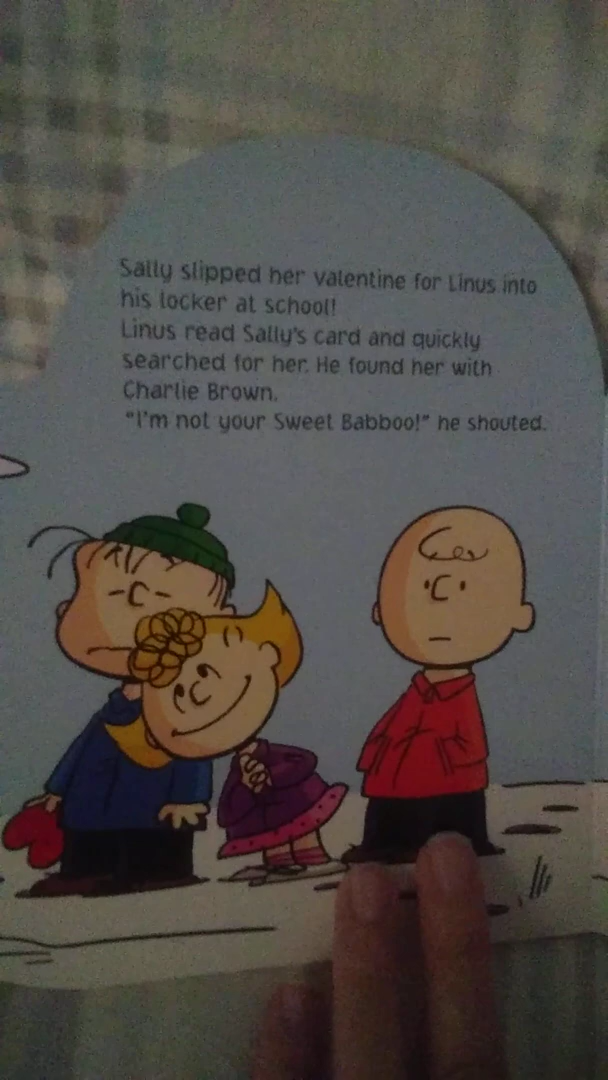 Sally slipped her valentine for Linus into
his locker at school!
Linus read Sally's card and quickly
searched for her. He found her with
Charlie Brown.
"I'm not your Sweet Babboo!" he shouted.